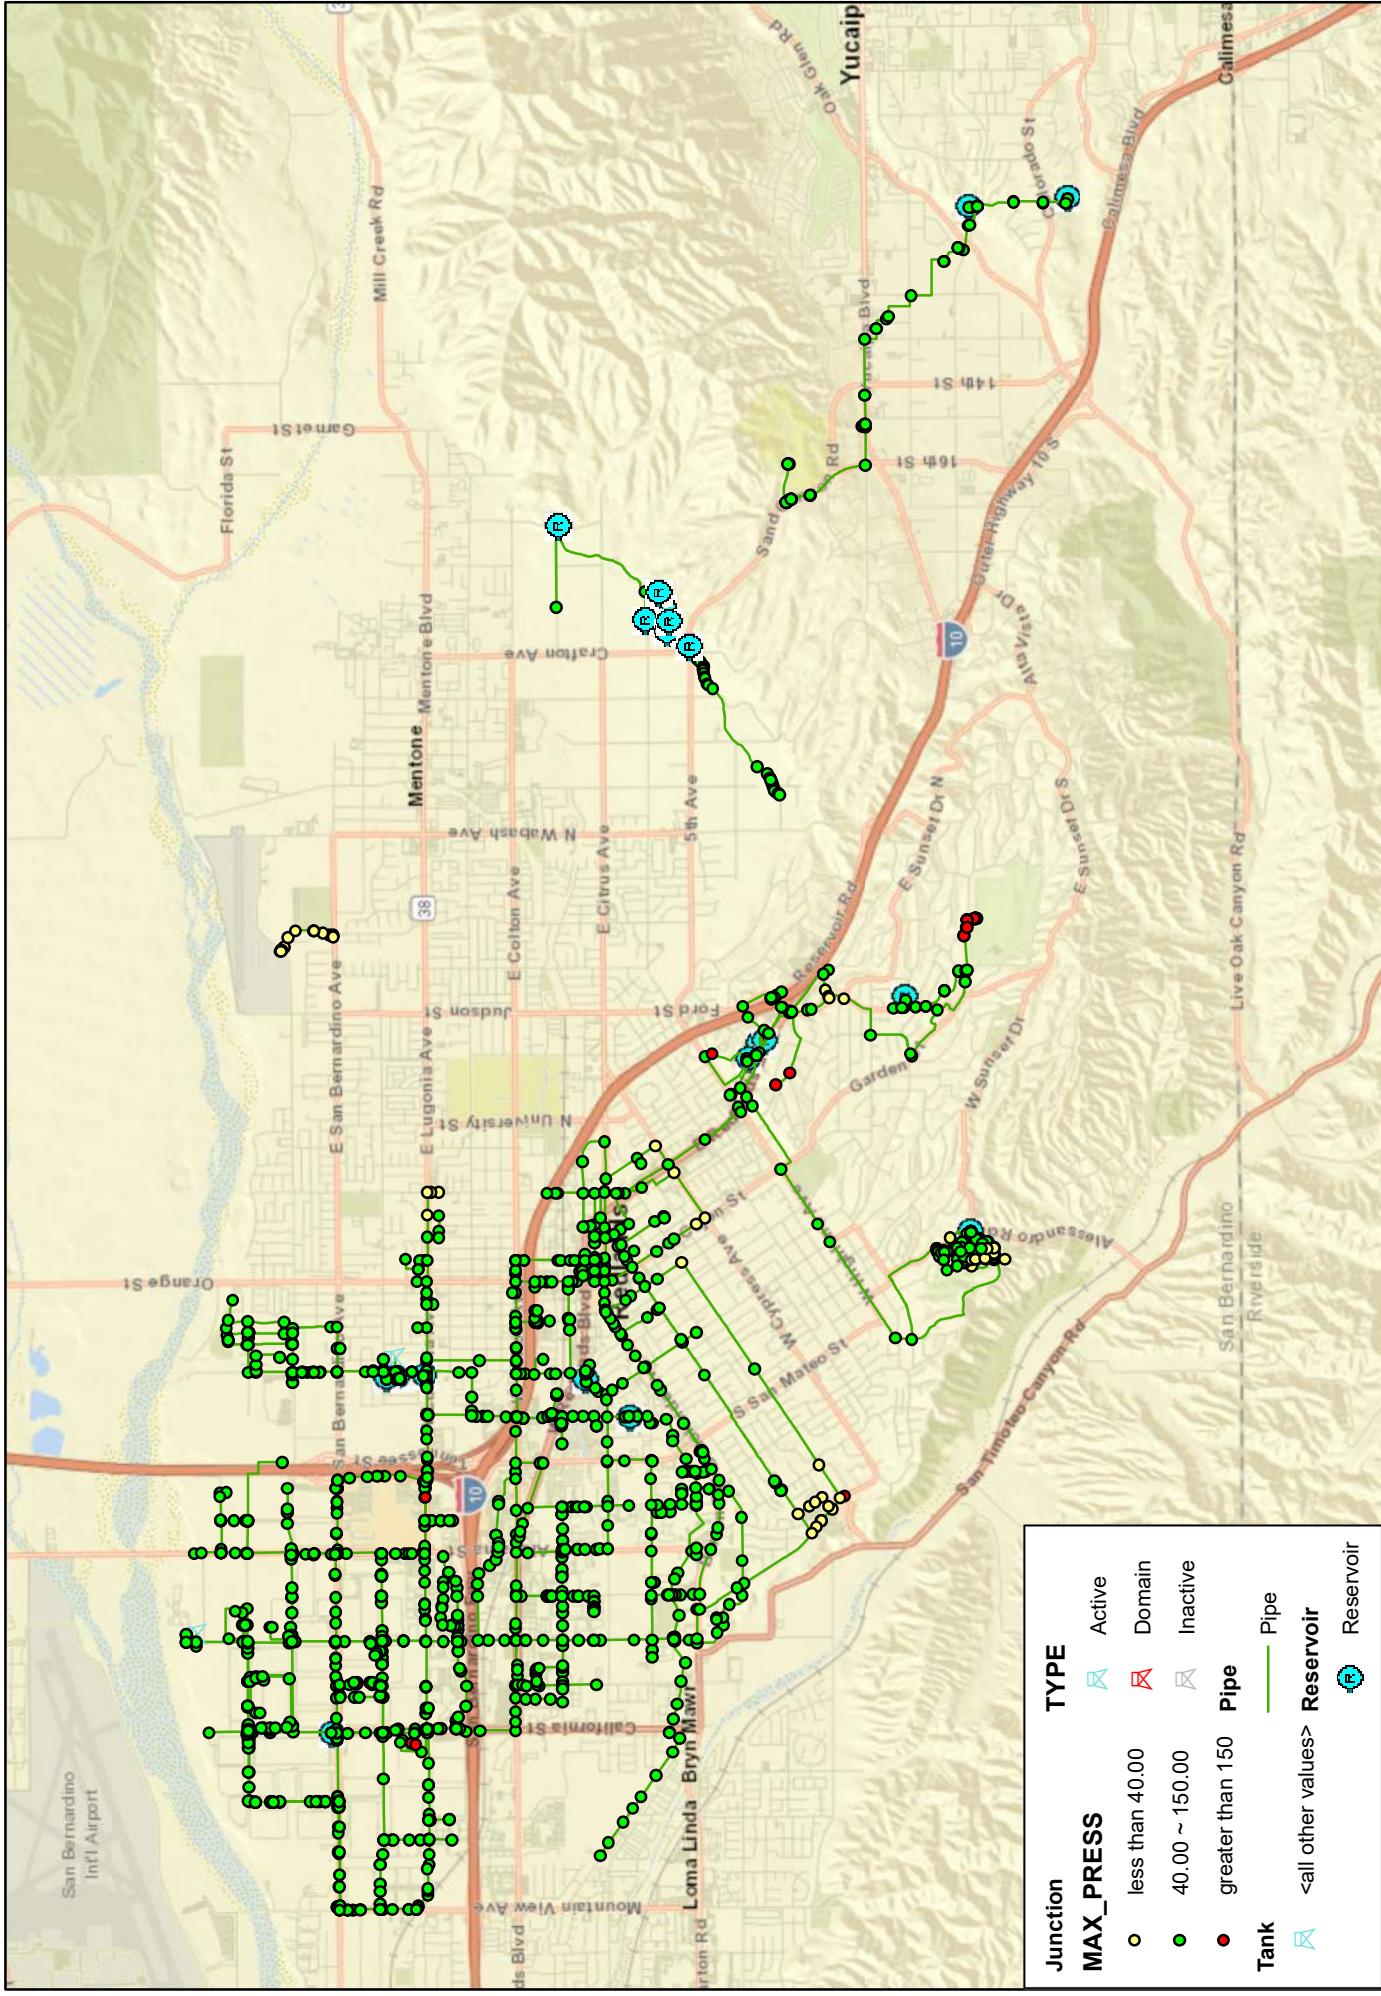 San Bernardino
Int'l Airport
Florida St
Garnet St
Mill Creek Rd
Mentone Blvd
Mentone
38
Crafton Ave
N Wabash Ave
E Colton Ave
E Citrus Ave
5th Ave
Judson St
Ford St
E San Bernardino Ave
E Lugonia Ave
N University St
Orange St
Oak Glen Rd
Yucaip
Calimesa
Colorado St
Calimesa Blvd
14th St
16th St
Outer Highway 10 S
10
Alta Vista Dr
Live Oak Canyon Rd
E Sunset Dr N
E Sunset Dr S
Reservoir Rd
W Sunset Dr
Alessandro Rd
San Bernardino
Riverside
San Timoteo Canyon Rd
W Cypress Ave
S San Mateo St
10
California St
Mountain View Ave
Loma Linda
Bryn Mawr
ds Blvd
arton Rd
Junction
MAX_PRESS
less than 40.00
40.00 ~ 150.00
greater than 150
Tank
<all other values>
TYPE
Active
Domain
Inactive
Pipe
Pipe
Reservoir
Reservoir